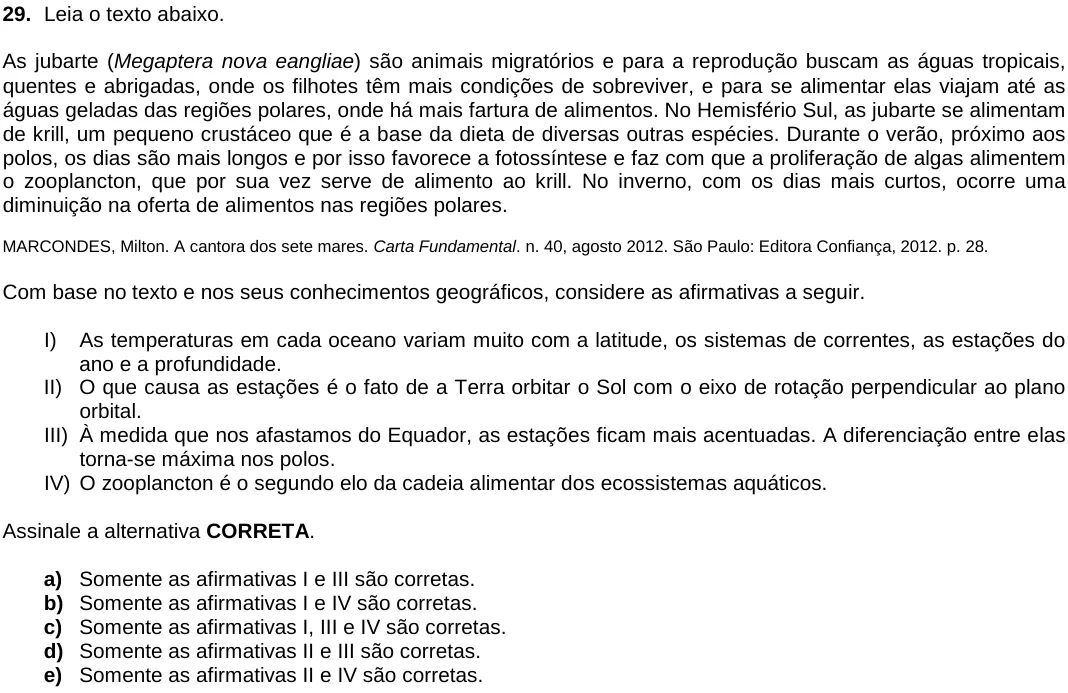 29. Leia o texto abaixo.
As jubarte (Megaptera nova eangliae) são animais migratórios e para a reprodução buscam as águas tropicais,
quentes e abrigadas, onde os filhotes têm mais condições de sobreviver, e para se alimentar elas viajam até as
águas geladas das regiões polares, onde há mais fartura de alimentos. No Hemisfério Sul, as jubarte se alimentam
de krill, um pequeno crustáceo que é a base da dieta de diversas outras espécies. Durante o verão, próximo aos
polos, os dias são mais longos e por isso favorece a fotossíntese e faz com que a proliferação de algas alimentem
o zooplancton, que por sua vez serve de alimento ao krill. No inverno, com os dias mais curtos, ocorre uma
diminuição na oferta de alimentos nas regiões polares.
MARCONDES, Milton. A cantora dos sete mares. Carta Fundamental. n. 40, agosto 2012. São Paulo: Editora Confiança, 2012. p. 28.
Com base no texto e nos seus conhecimentos geográficos, considere as afirmativas a seguir.
I) As temperaturas em cada oceano variam muito com a latitude, os sistemas de correntes, as estações do
ano e a profundidade.
II) O que causa as estações é o fato de a Terra orbitar o Sol com o eixo de rotação perpendicular ao plano
orbital.
III) À medida que nos afastamos do Equador, as estações ficam mais acentuadas. A diferenciação entre elas
torna-se máxima nos polos.
IV) O zooplancton é o segundo elo da cadeia alimentar dos ecossistemas aquáticos.
Assinale a alternativa CORRETA.
a) Somente as afirmativas I e III são corretas.
b) Somente as afirmativas I e IV são corretas.
c) Somente as afirmativas I, III e IV são corretas.
d) Somente as afirmativas II e III são corretas.
e) Somente as afirmativas II e IV são corretas.